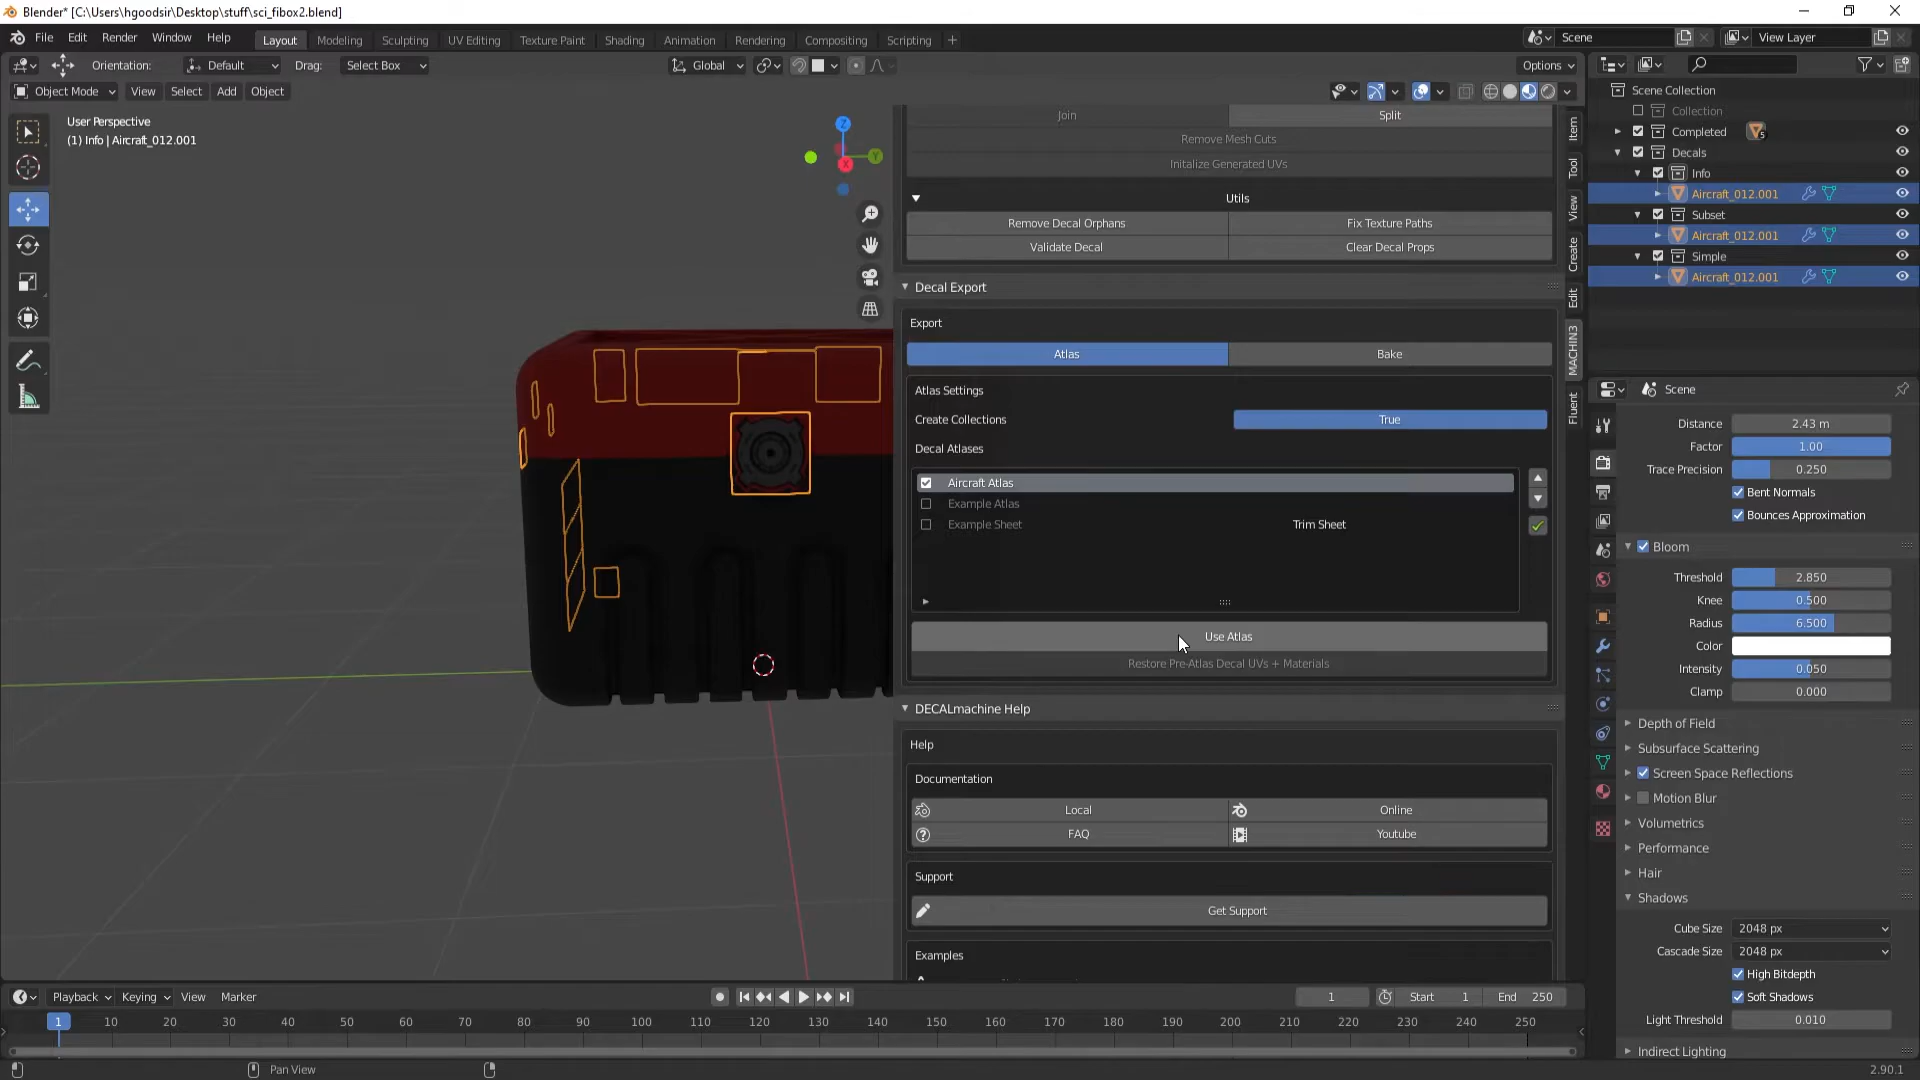 Blender* [C:\Users\hgoodsir\Desktop\stuff\sci_fibox2.blend]
File Edit Render Window Help
Layout Modeling Sculpting UV Editing Texture Paint Shading Animation Rendering Compositing Scripting +
Scene
View Layer
Orientation: Default Drag: Select Box
Global
Options
Object Mode View Select Add Object
User Perspective
(1) Info | Aircraft_012.001
Z
Y
X
Join Split
Remove Mesh Cuts
Initalize Generated UVs
Utils
Remove Decal Orphans Fix Texture Paths
Validate Decal Clear Decal Props
Decal Export
Export
Atlas Bake
Atlas Settings
Create Collections True
Decal Atlases
Aircraft Atlas
Example Atlas
Example Sheet Trim Sheet
Use Atlas
Restore Pre-Atlas Decal UVs + Materials
DECALmachine Help
Help
Documentation
Local Online
FAQ Youtube
Support
Get Support
Examples
Item
Tool
View
Create
Edit
MACHIN3
Fluent
Scene Collection
Collection
Completed 5
Decals
Info
Aircraft_012.001
Subset
Aircraft_012.001
Simple
Aircraft_012.001
Scene
Distance 2.43 m
Factor 1.00
Trace Precision 0.250
Bent Normals
Bounces Approximation
Bloom
Threshold 2.850
Knee 0.500
Radius 6.500
Color
Intensity 0.050
Clamp 0.000
Depth of Field
Subsurface Scattering
Screen Space Reflections
Motion Blur
Volumetrics
Performance
Hair
Shadows
Cube Size 2048 px
Cascade Size 2048 px
High Bitdepth
Soft Shadows
Light Threshold 0.010
Indirect Lighting
Playback Keying View Marker
1 Start 1 End 250
1 10 20 30 40 50 60 70 80 90 100 110 120 130 140 150 160 170 180 190 200 210 220 230 240 250
Pan View
2.90.1